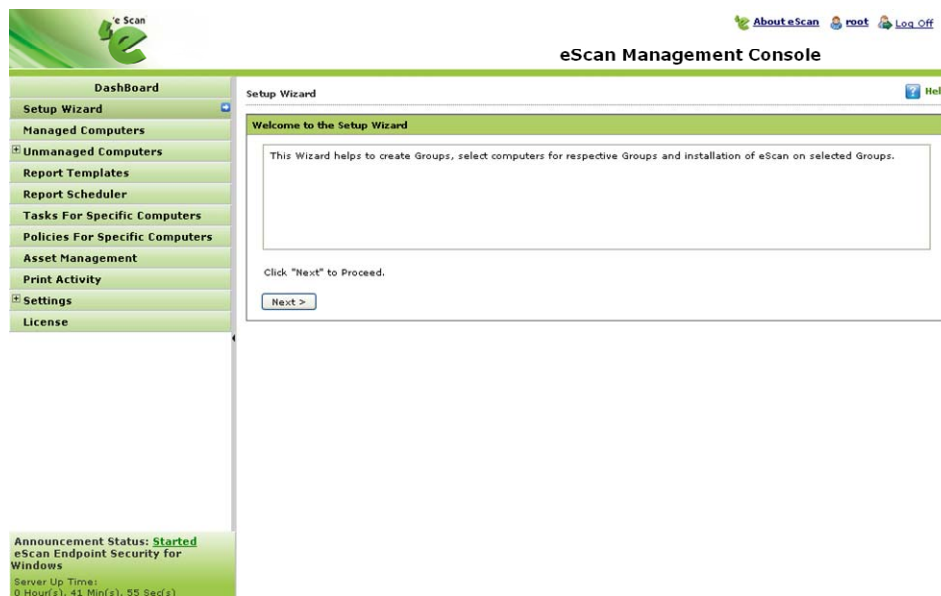 'e Scan
About eScan root Log Off
eScan Management Console
DashBoard
Setup Wizard
Managed Computers
Unmanaged Computers
Report Templates
Report Scheduler
Tasks For Specific Computers
Policies For Specific Computers
Asset Management
Print Activity
Settings
License
Setup Wizard
? Hel
Welcome to the Setup Wizard
This Wizard helps to create Groups, select computers for respective Groups and installation of eScan on selected Groups.
Click "Next" to Proceed.
Next >
Announcement Status: Started
eScan Endpoint Security for
Windows
Server Up Time:
0 Hour(s), 41 Min(s), 55 Sec(s)